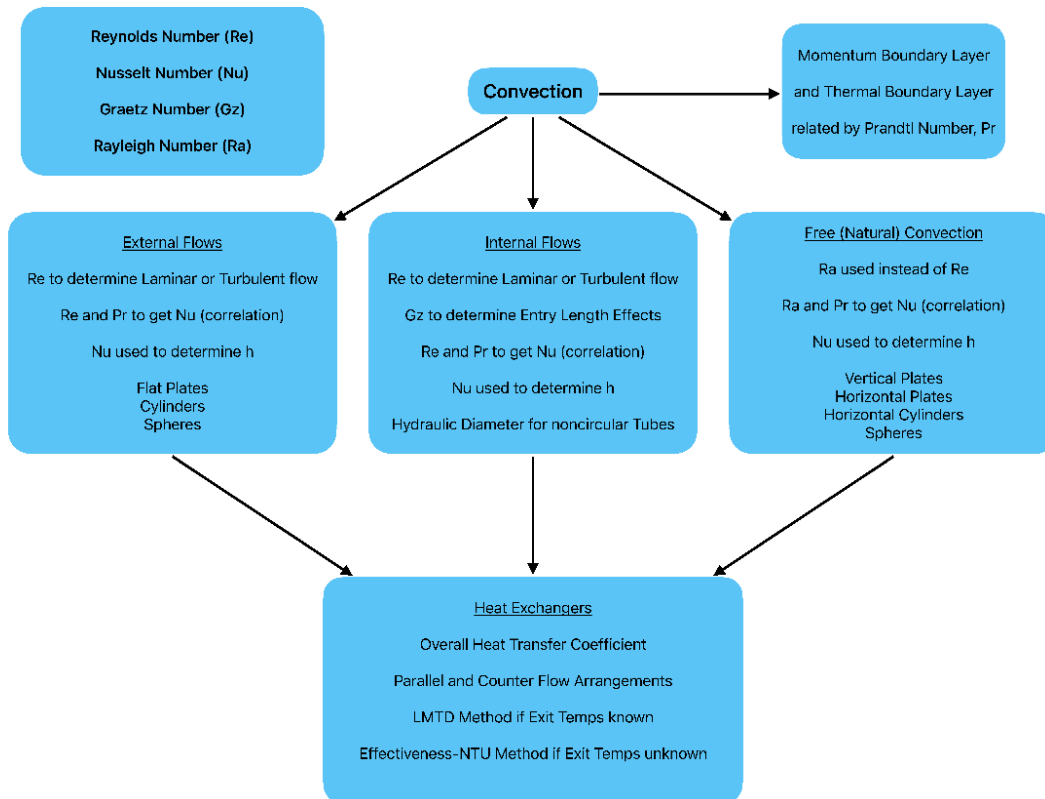 Reynolds Number (Re)
Nusselt Number (Nu)
Graetz Number (Gz)
Rayleigh Number (Ra)
Convection
Momentum Boundary Layer
and Thermal Boundary Layer
related by Prandtl Number, Pr
External Flows
Re to determine Laminar or Turbulent flow
Re and Pr to get Nu (correlation)
Nu used to determine h
Flat Plates
Cylinders
Spheres
Internal Flows
Re to determine Laminar or Turbulent flow
Gz to determine Entry Length Effects
Re and Pr to get Nu (correlation)
Nu used to determine h
Hydraulic Diameter for noncircular Tubes
Free (Natural) Convection
Ra used instead of Re
Ra and Pr to get Nu (correlation)
Nu used to determine h
Vertical Plates
Horizontal Plates
Horizontal Cylinders
Spheres
Heat Exchangers
Overall Heat Transfer Coefficient
Parallel and Counter Flow Arrangements
LMTD Method if Exit Temps known
Effectiveness-NTU Method if Exit Temps unknown